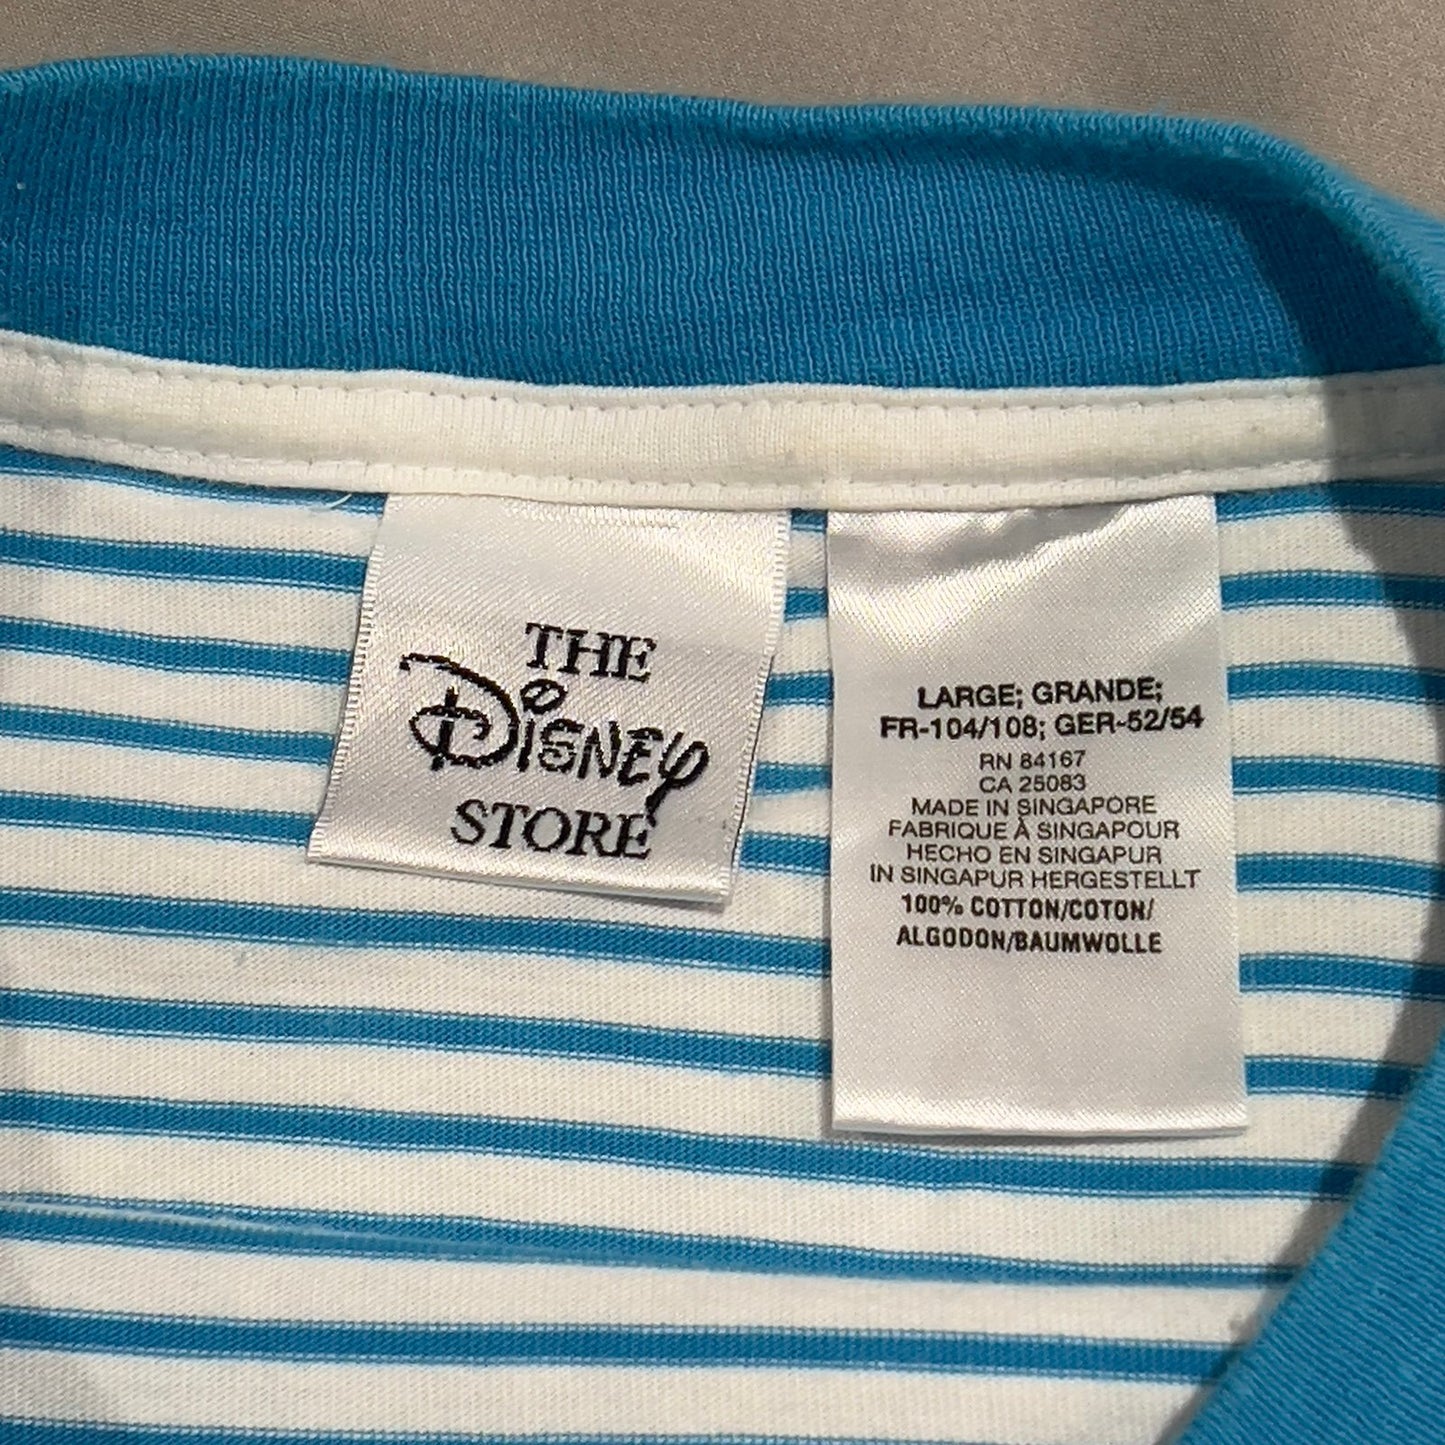 THE
Disney
STORE
LARGE; GRANDE;
FR-104/108; GER-52/54
RN 84167
CA 25083
MADE IN SINGAPORE
FABRIQUE À SINGAPOUR
HECHO EN SINGAPUR
IN SINGAPUR HERGESTELLT
100% COTTON/COTON/
ALGODON/BAUMWOLLE